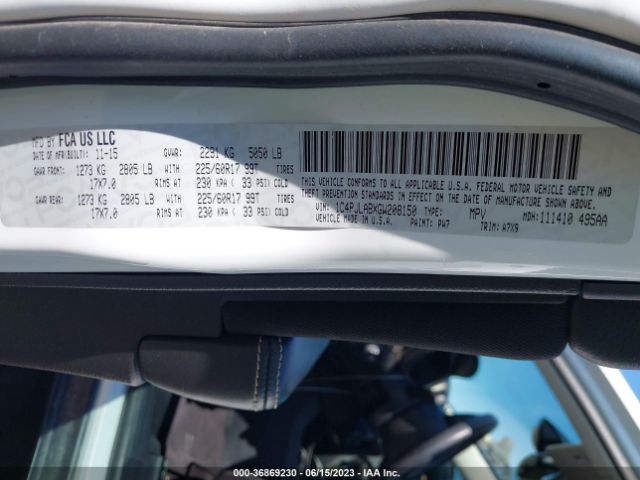 MFD BY FCA US LLC
DATE OF MFR(BUILT): 11-15 GVWR: 2291 KG 5050 LB
GAWR FRONT: 1273 KG 2805 LB WITH 225/60R17 99T TIRES
17X7.0 RIMS AT 230 KPA ( 33 PSI) COLD
GAWR REAR: 1273 KG 2805 LB WITH 225/60R17 99T TIRES
17X7.0 RIMS AT 230 KPA ( 33 PSI) COLD
THIS VEHICLE CONFORMS TO ALL APPLICABLE U.S.A. FEDERAL MOTOR VEHICLE
SAFETY, BUMPER AND THEFT PREVENTION STANDARDS IN EFFECT
ON THE DATE OF MANUFACTURE SHOWN ABOVE.
VIN: 1C4PJLABXGW208150 TYPE: MPV MDH: 111410 495AA
MADE IN U.S.A. PAINT: PW7 TRIM: A7X9
000-36869230 - 06/15/2023 - IAA Inc.